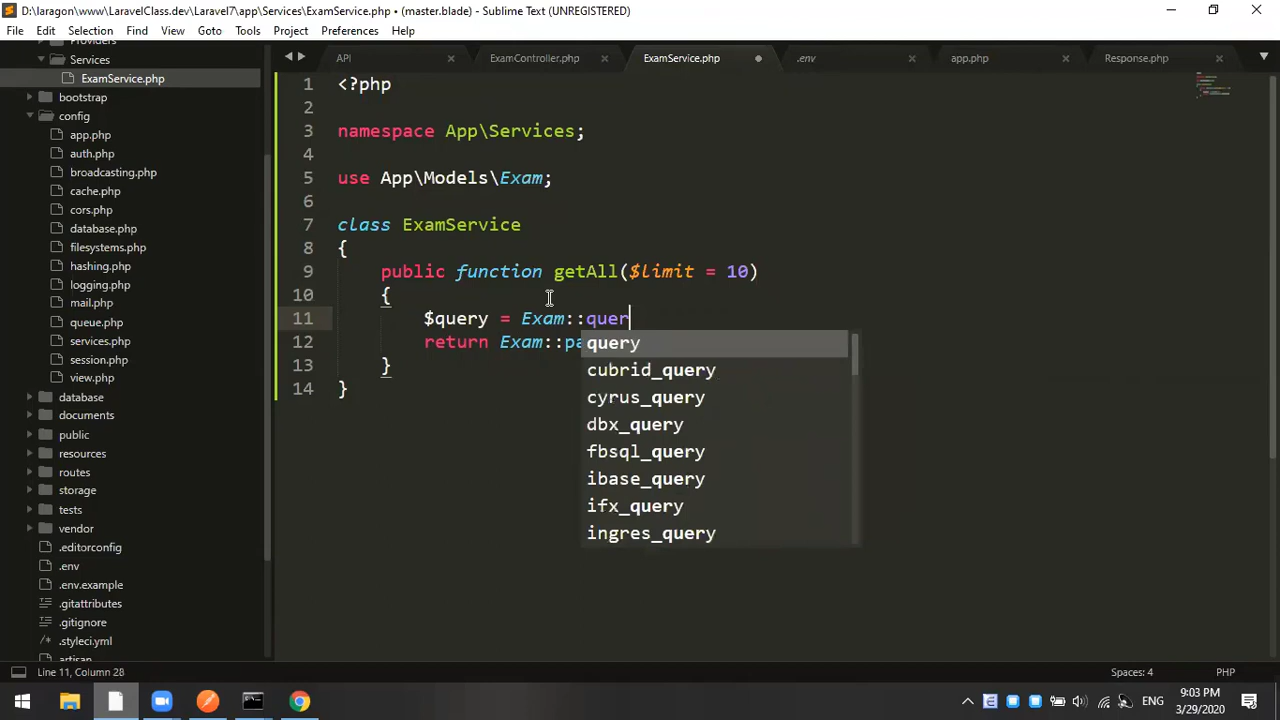 D:\laragon\www\LaravelClass.dev\Laravel7\app\Services\ExamService.php • (master.blade) - Sublime Text (UNREGISTERED)
File Edit Selection Find View Goto Tools Project Preferences Help
Providers
Services
ExamService.php
bootstrap
config
app.php
auth.php
broadcasting.php
cache.php
cors.php
database.php
filesystems.php
hashing.php
logging.php
mail.php
queue.php
services.php
session.php
view.php
database
documents
public
resources
routes
storage
tests
vendor
.editorconfig
.env
.env.example
.gitattributes
.gitignore
.styleci.yml
artisan
API ExamController.php ExamService.php .env app.php Response.php
1 <?php
2
3 namespace App\Services;
4
5 use App\Models\Exam;
6
7 class ExamService
8 {
9 public function getAll($limit = 10)
10 {
11 $query = Exam::quer
12 return Exam::pa
13 }
14 }
query
cubrid_query
cyrus_query
dbx_query
fbsql_query
ibase_query
ifx_query
ingres_query
Line 11, Column 28 Spaces: 4 PHP
ENG
9:03 PM
3/29/2020